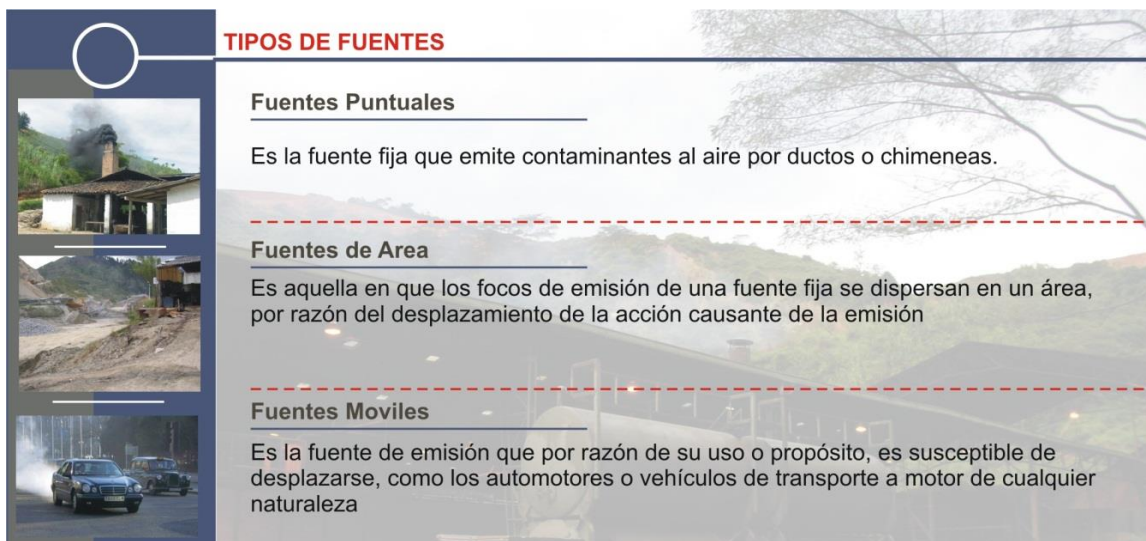 TIPOS DE FUENTES
Fuentes Puntuales
Es la fuente fija que emite contaminantes al aire por ductos o chimeneas.
Fuentes de Area
Es aquella en que los focos de emisión de una fuente fija se dispersan en un área,
por razón del desplazamiento de la acción causante de la emisión
Fuentes Moviles
Es la fuente de emisión que por razón de su uso o propósito, es susceptible de
desplazarse, como los automotores o vehículos de transporte a motor de cualquier
naturaleza